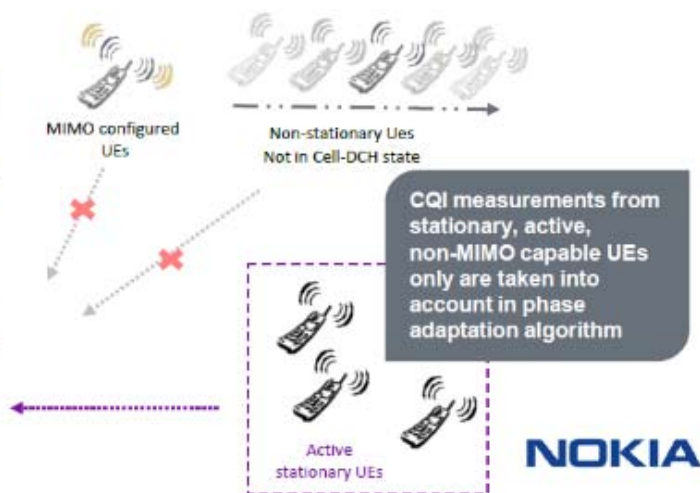 MIMO configured
UEs
Non-stationary Ues
Not in Cell-DCH state
CQI measurements from
stationary, active,
non-MIMO capable UEs
only are taken into
account in phase
adaptation algorithm
Active
stationary UEs
NOKIA